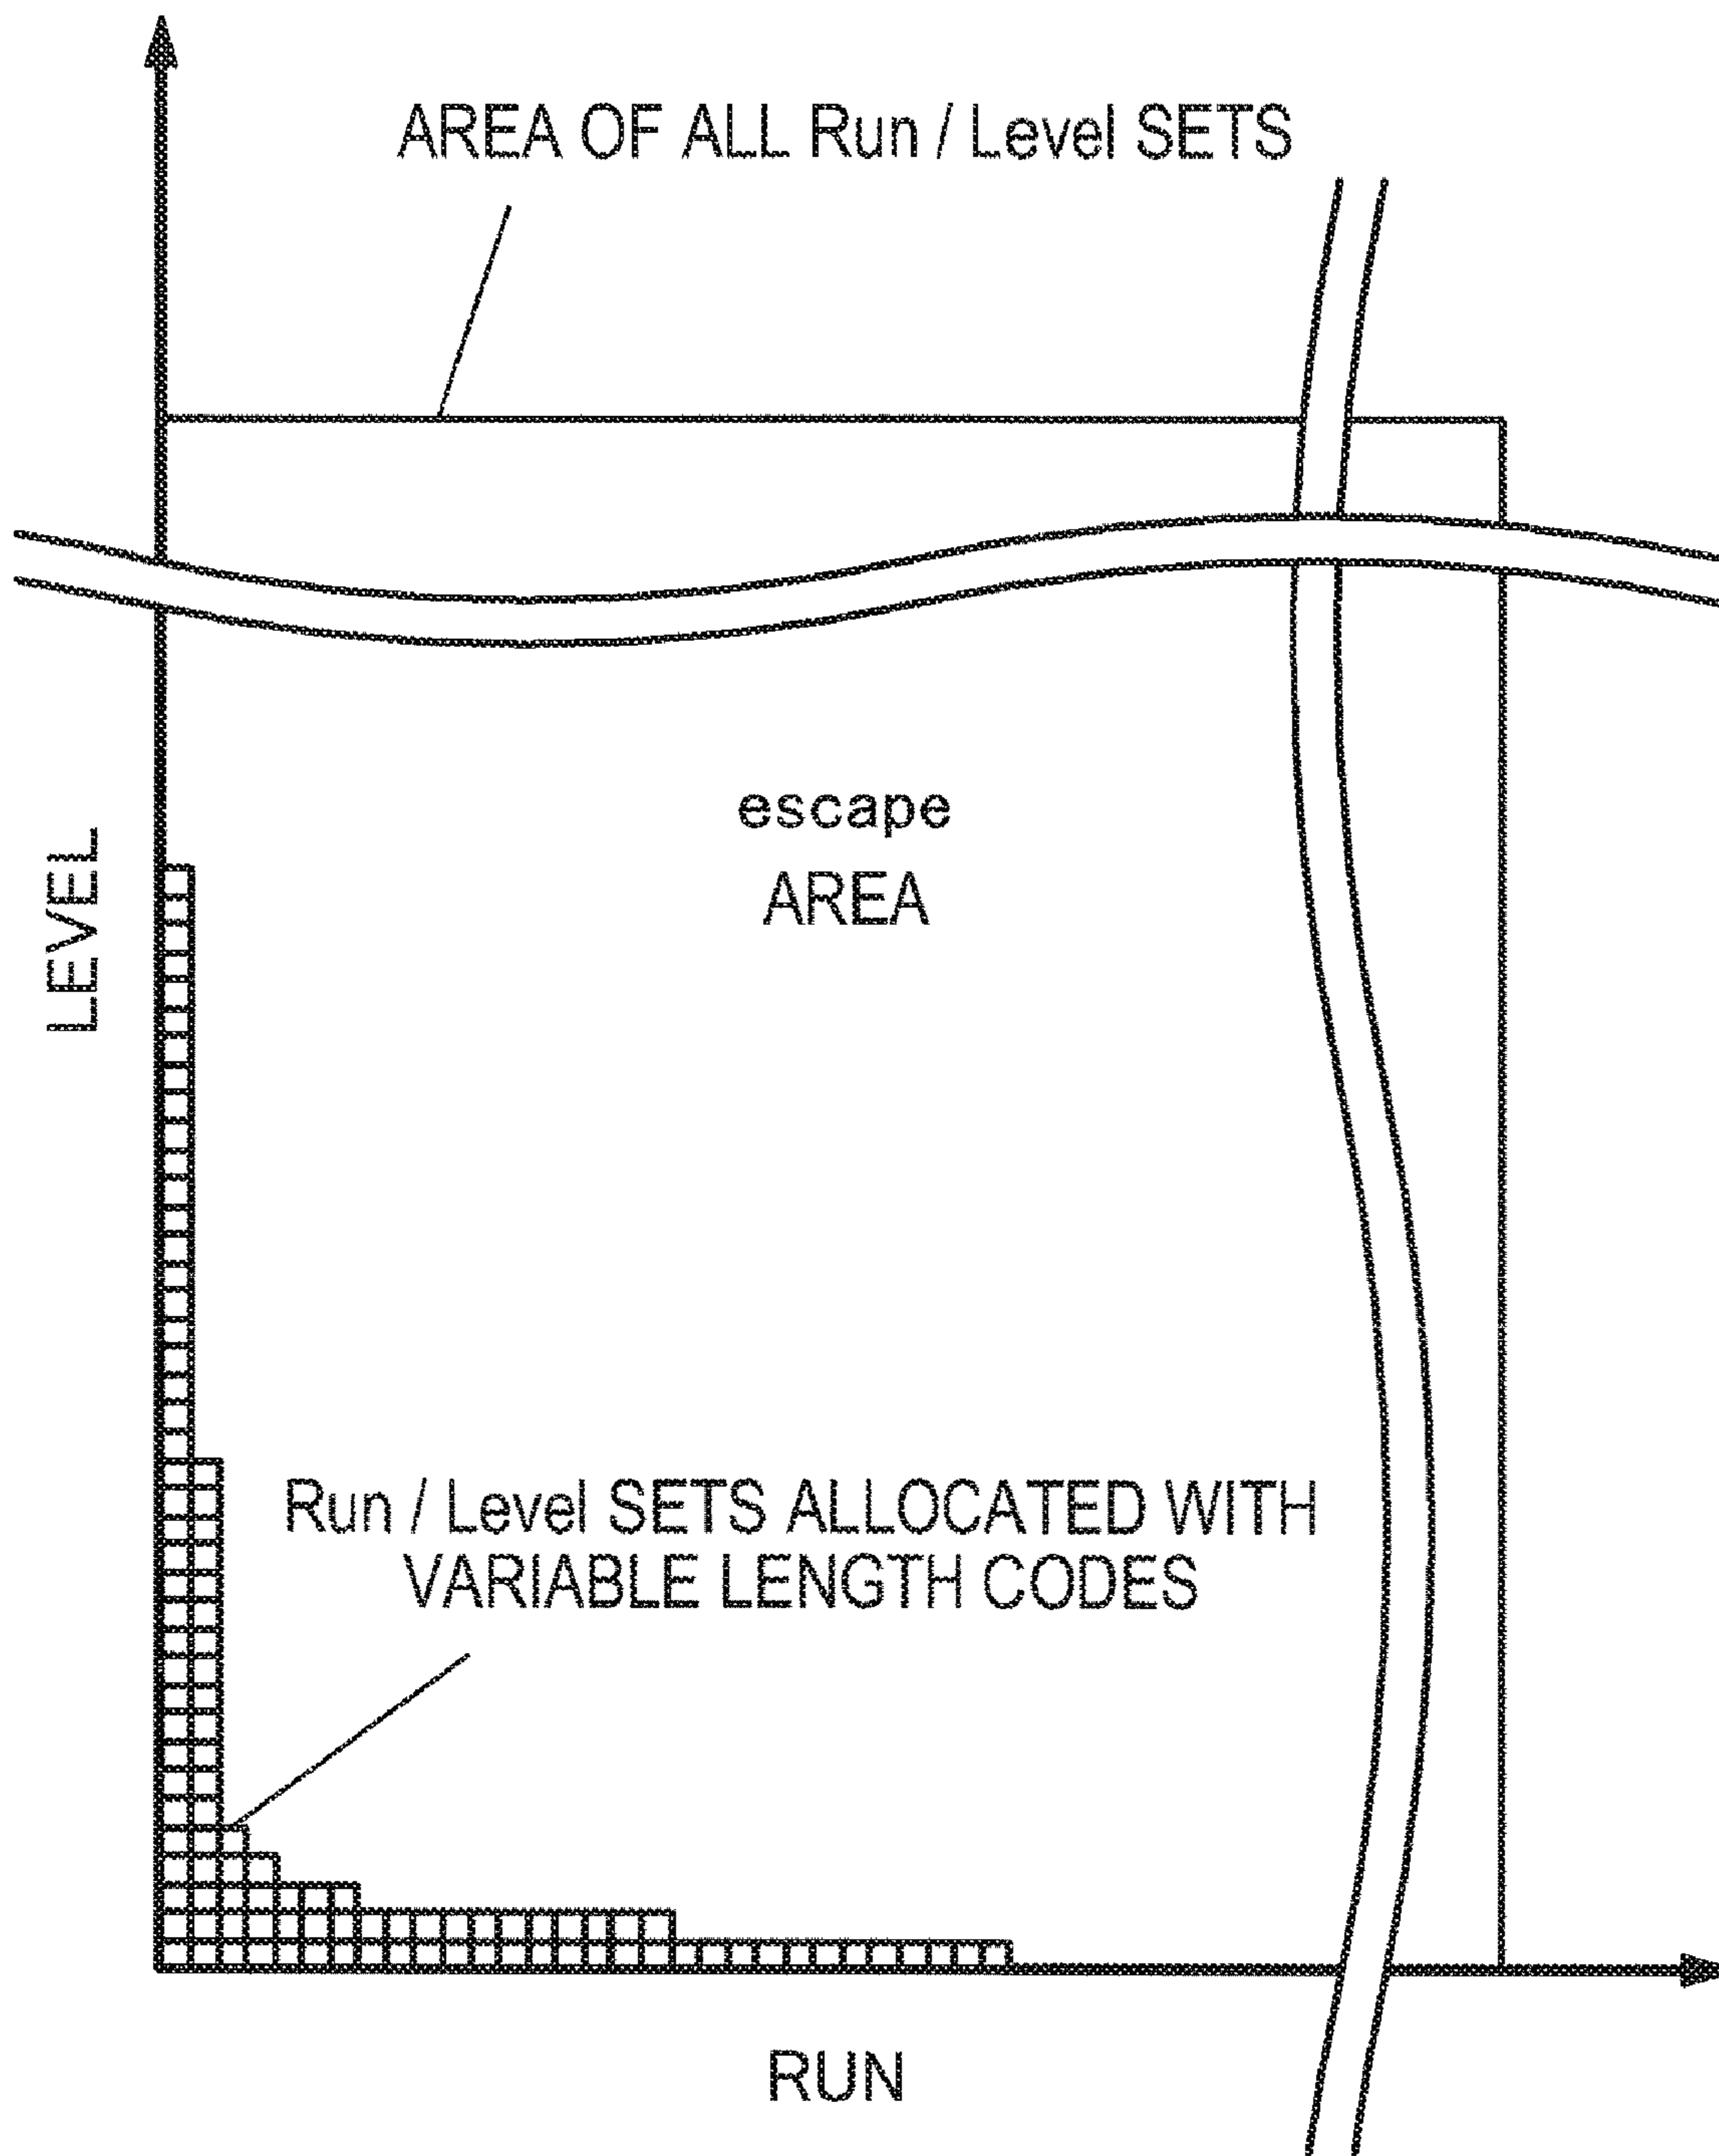 AREA OF ALL Run / Level SETS
escape
AREA
LEVEL
Run / Level SETS ALLOCATED WITH
VARIABLE LENGTH CODES
RUN